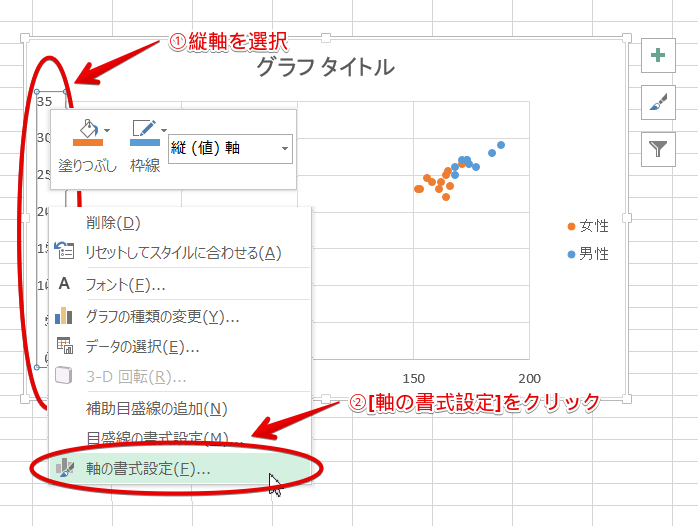 ①縦軸を選択
グラフ タイトル
35
30
塗りつぶし 枠線 縦 (値) 軸
25
20
15
女性
男性
削除(D)
リセットしてスタイルに合わせる(A)
フォント(F)...
グラフの種類の変更(Y)...
データの選択(E)...
3-D 回転(R)...
150 200
補助目盛線の追加(N)
②[軸の書式設定]をクリック
目盛線の書式設定(M)...
軸の書式設定(F)...